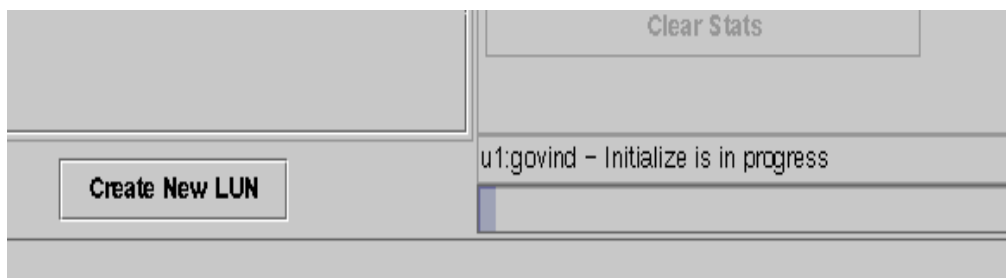 Clear Stats
u1:govind – Initialize is in progress
Create New LUN